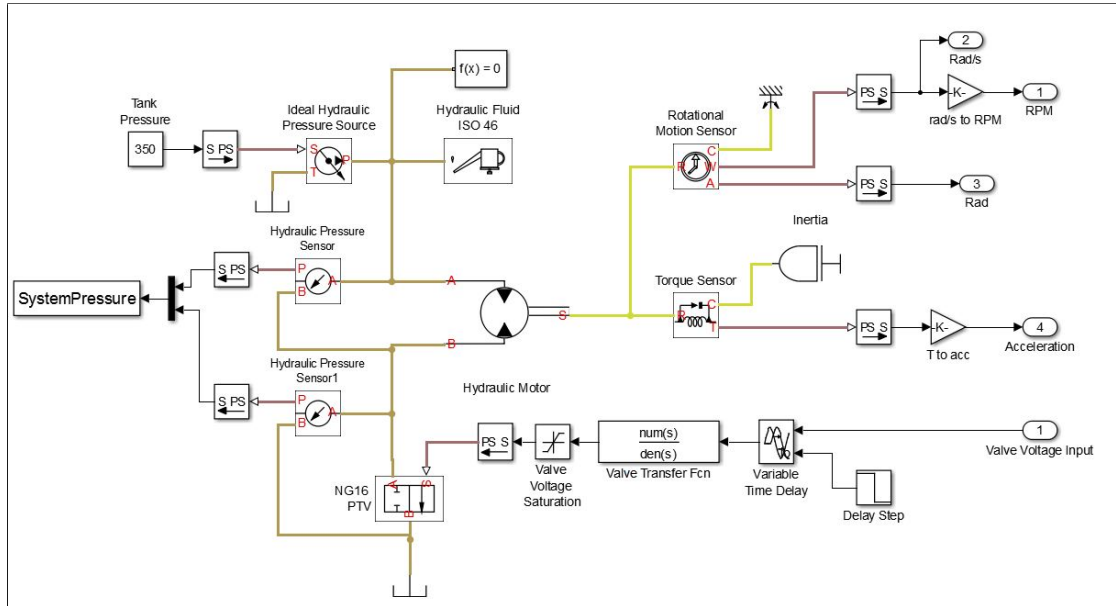 f(x) = 0
2
Rad/s
Tank
Pressure
Ideal Hydraulic
Pressure Source
Hydraulic Fluid
ISO 46
Rotational
Motion Sensor
PS S
-K-
1
rad/s to RPM
RPM
350
S PS
S
P
T
C
R
W
A
PS S
3
Rad
Hydraulic Pressure
Sensor
Inertia
S PS
P
A
B
A
SystemPressure
S
Torque Sensor
R
C
T
PS S
-K-
4
T to acc
Acceleration
B
Hydraulic Pressure
Sensor1
Hydraulic Motor
S PS
P
A
B
PS S
num(s)
den(s)
1
Valve Voltage Input
Valve
Voltage
Saturation
Valve Transfer Fcn
Variable
Time Delay
Delay Step
NG16
PTV
A
S
B